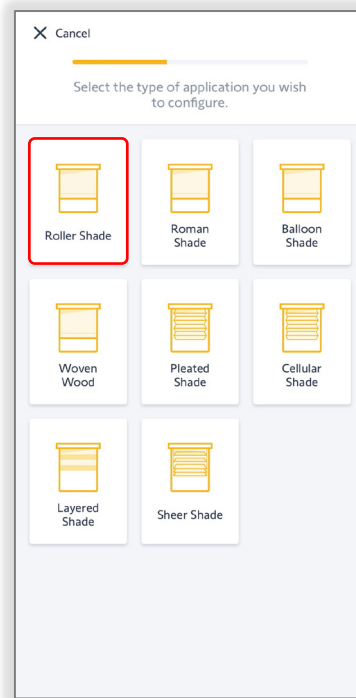 Cancel
Select the type of application you wish
to configure.
Roller Shade
Roman
Shade
Balloon
Shade
Woven
Wood
Pleated
Shade
Cellular
Shade
Layered
Shade
Sheer Shade